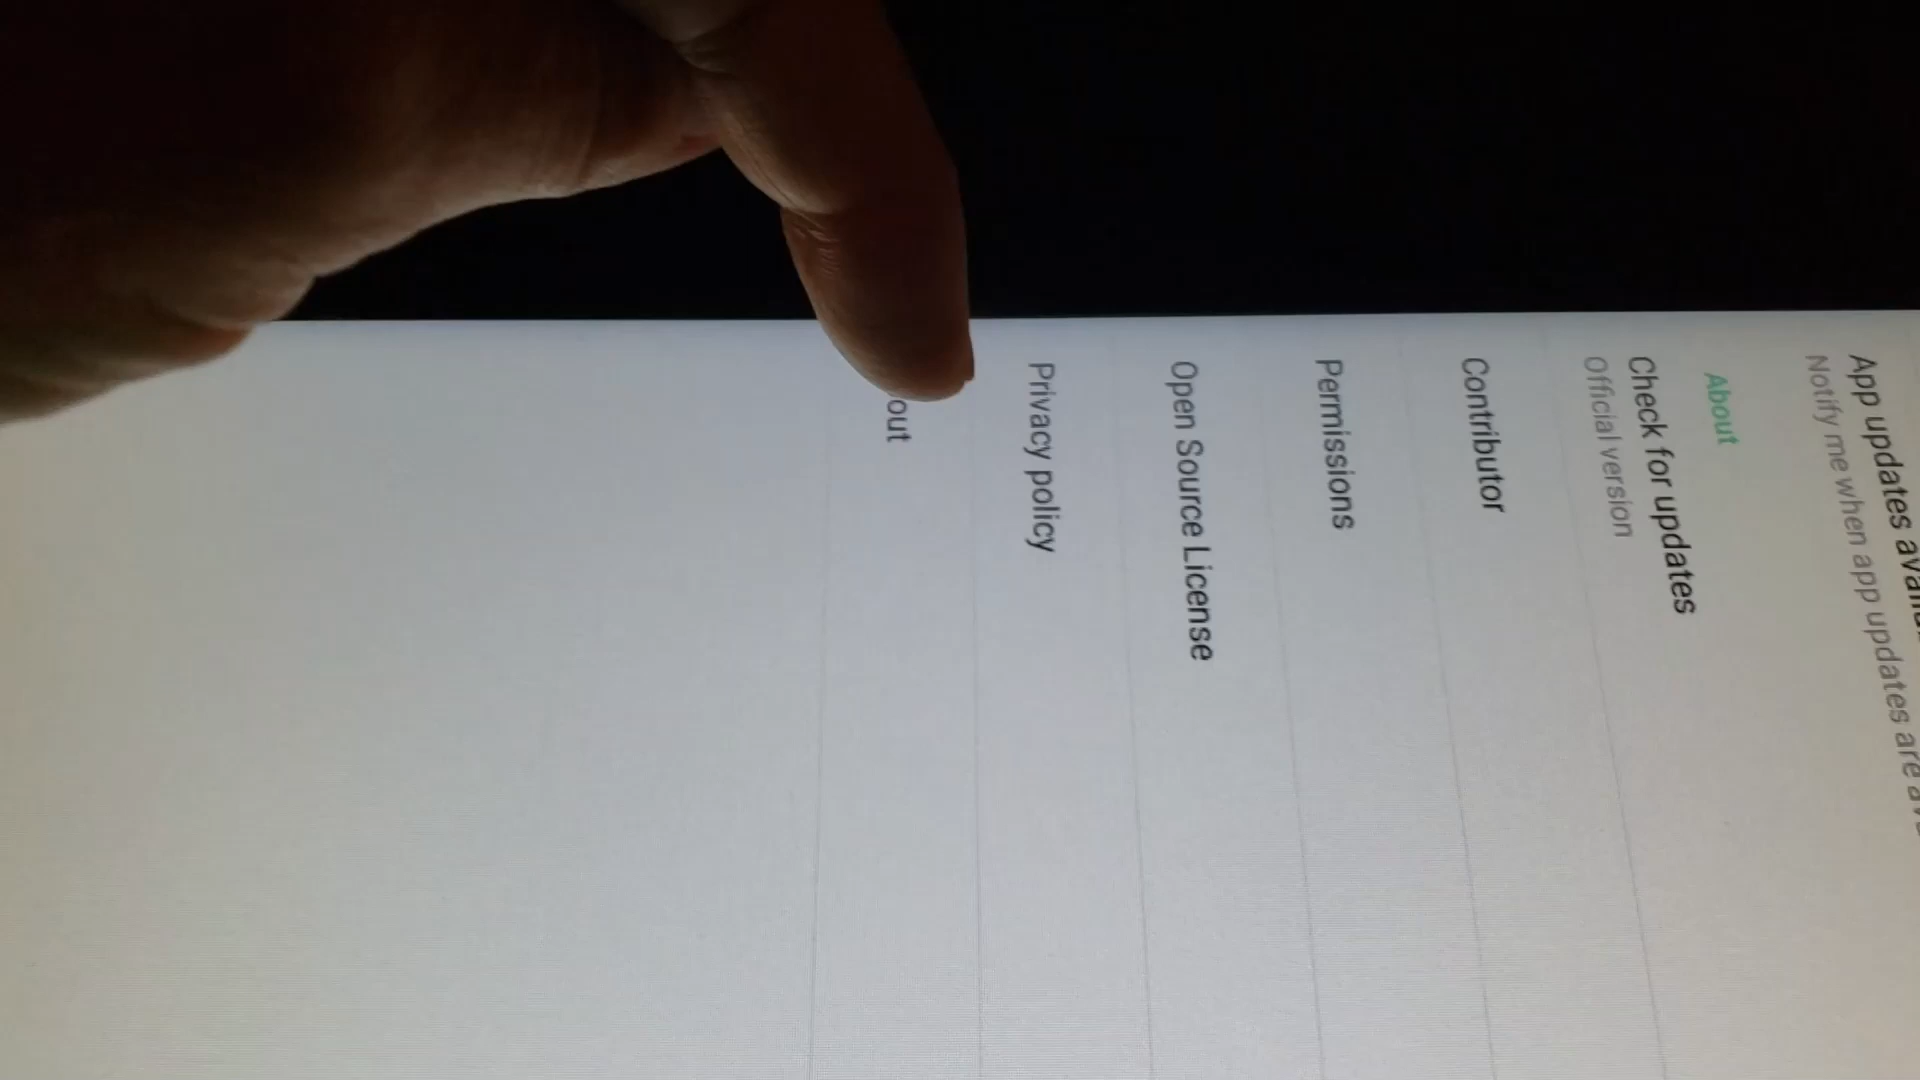 App updates
Notify me when app updates are
About
Check for updates
Official version
Contributor
Permissions
Open Source License
Privacy policy
out